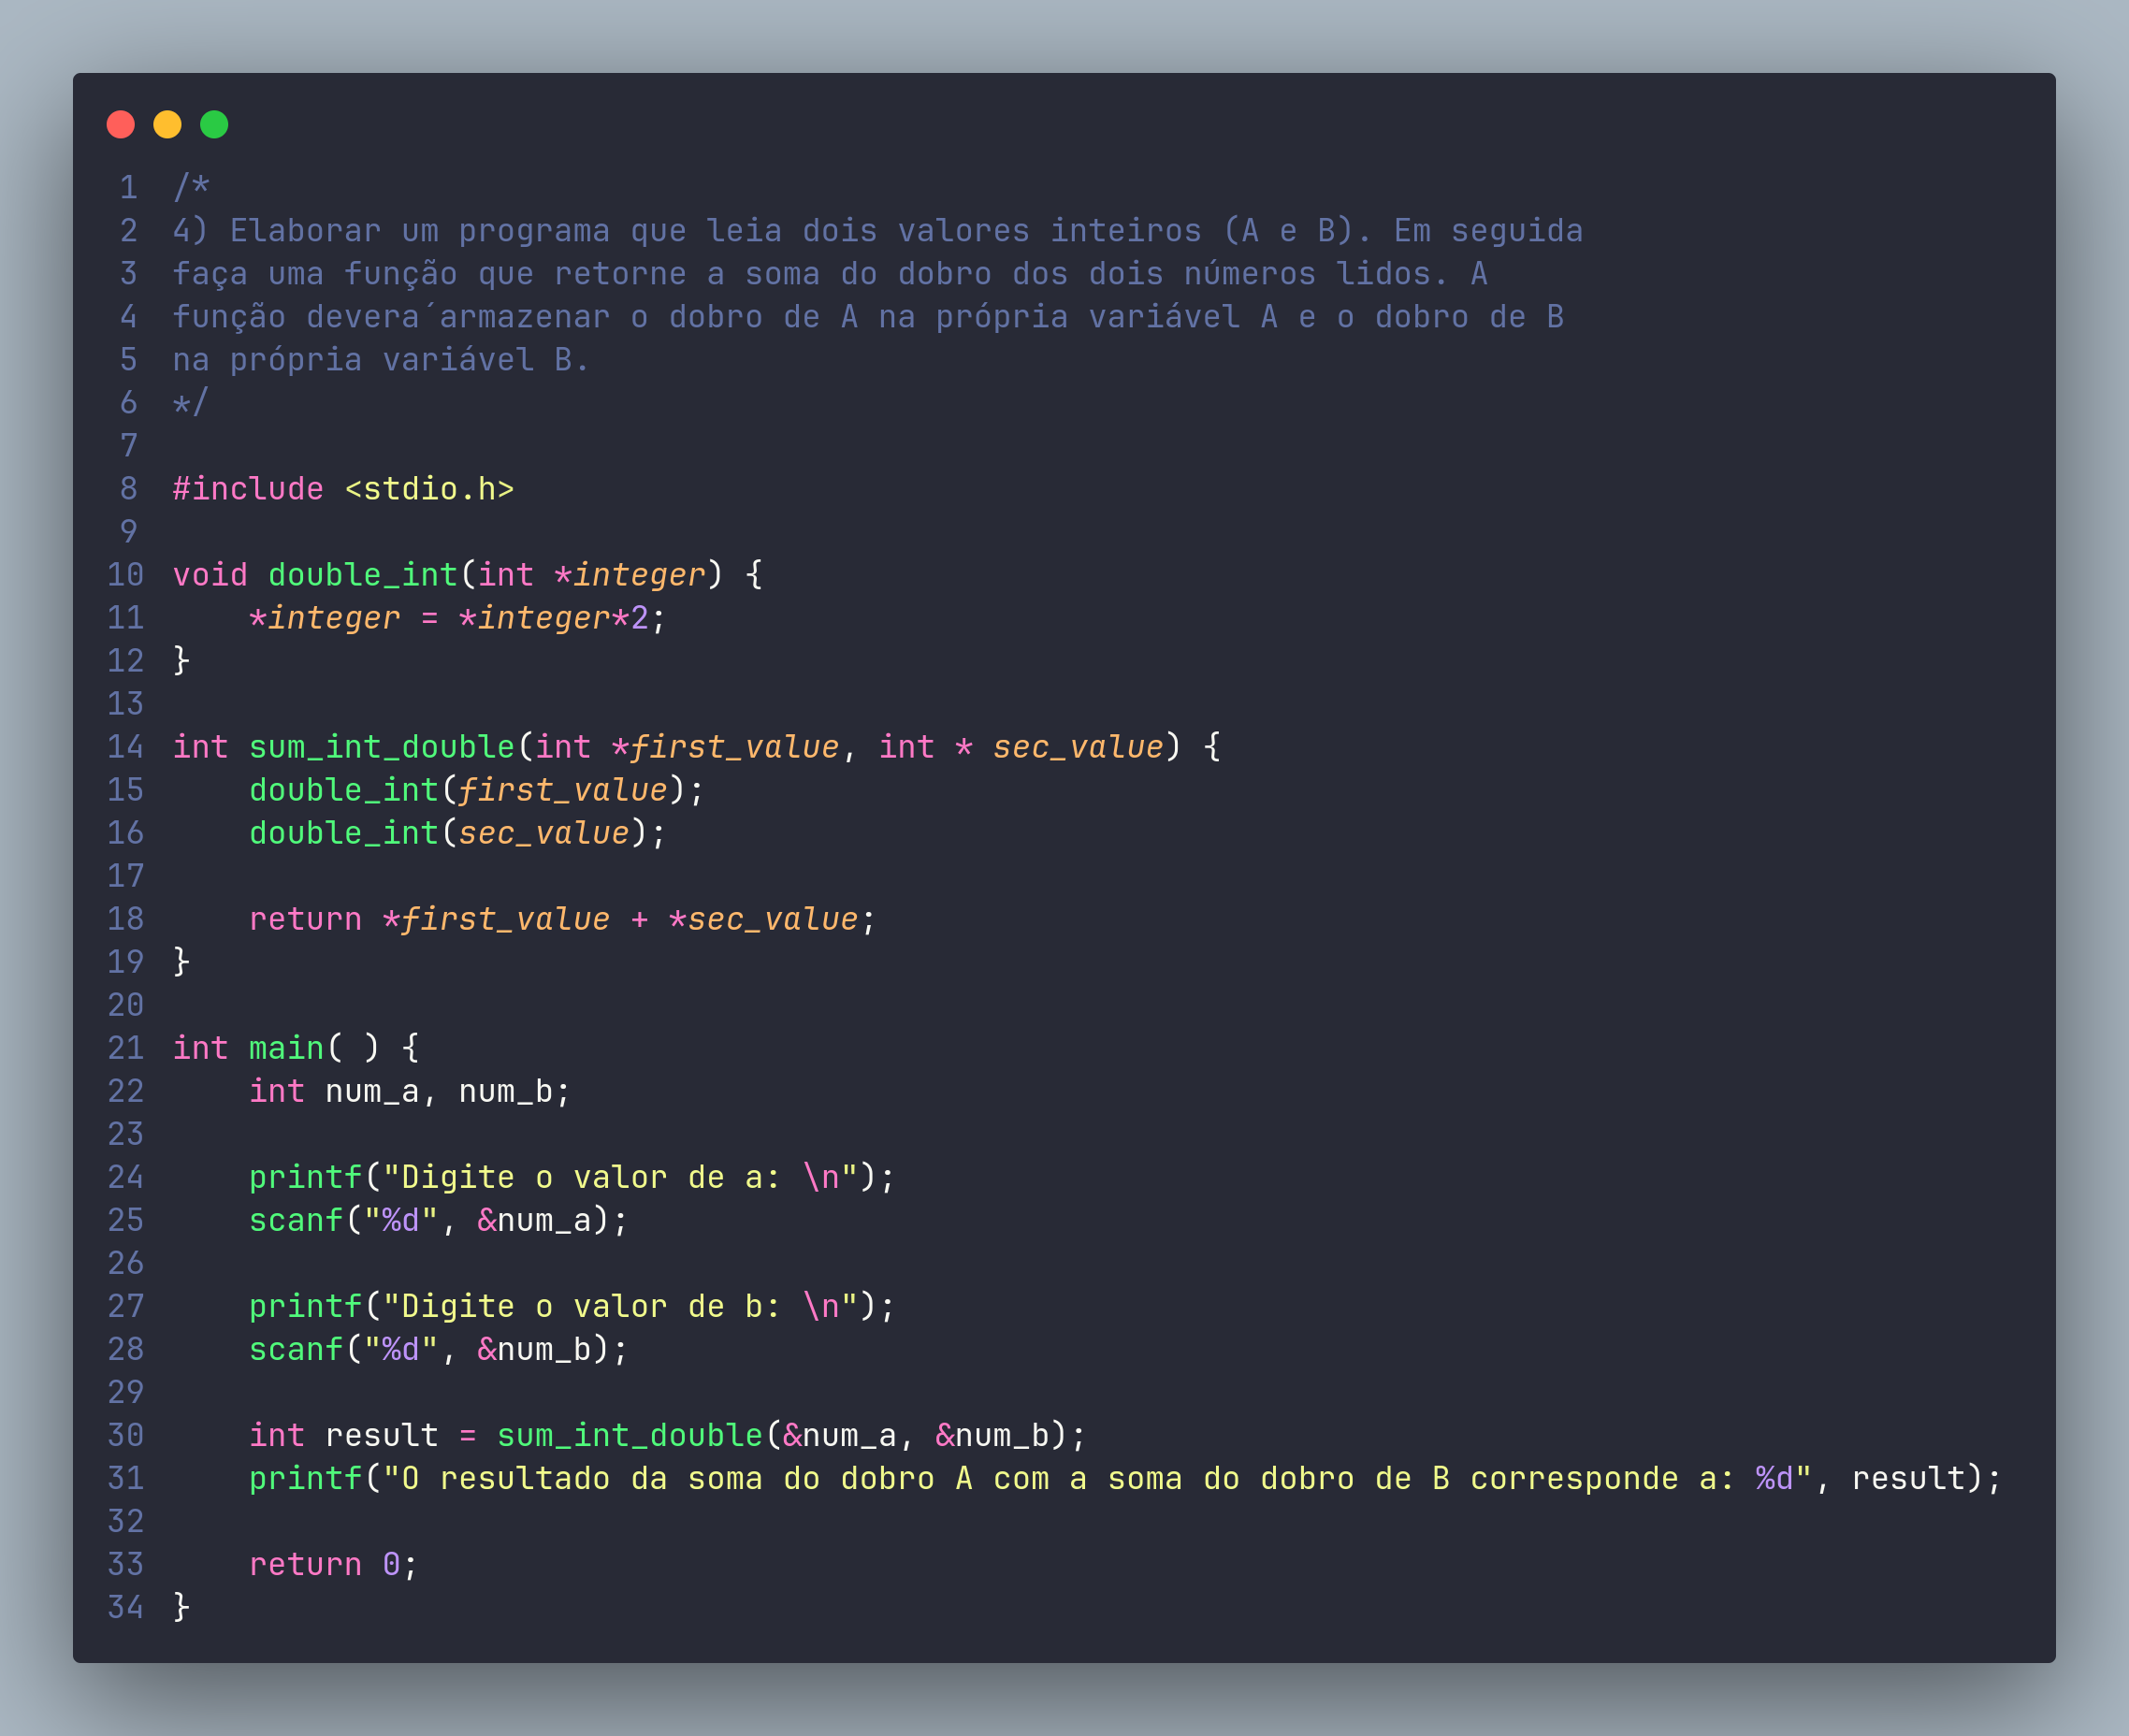 1 /*
2 4) Elaborar um programa que leia dois valores inteiros (A e B). Em seguida
3 faça uma função que retorne a soma do dobro dos dois números lidos. A
4 função devera´armazenar o dobro de A na própria variável A e o dobro de B
5 na própria variável B.
6 */
7
8 #include <stdio.h>
9
10 void double_int(int *integer) {
11     *integer = *integer*2;
12 }
13
14 int sum_int_double(int *first_value, int * sec_value) {
15     double_int(first_value);
16     double_int(sec_value);
17
18     return *first_value + *sec_value;
19 }
20
21 int main( ) {
22     int num_a, num_b;
23
24     printf("Digite o valor de a: \n");
25     scanf("%d", &num_a);
26
27     printf("Digite o valor de b: \n");
28     scanf("%d", &num_b);
29
30     int result = sum_int_double(&num_a, &num_b);
31     printf("O resultado da soma do dobro A com a soma do dobro de B corresponde a: %d", result);
32
33     return 0;
34 }